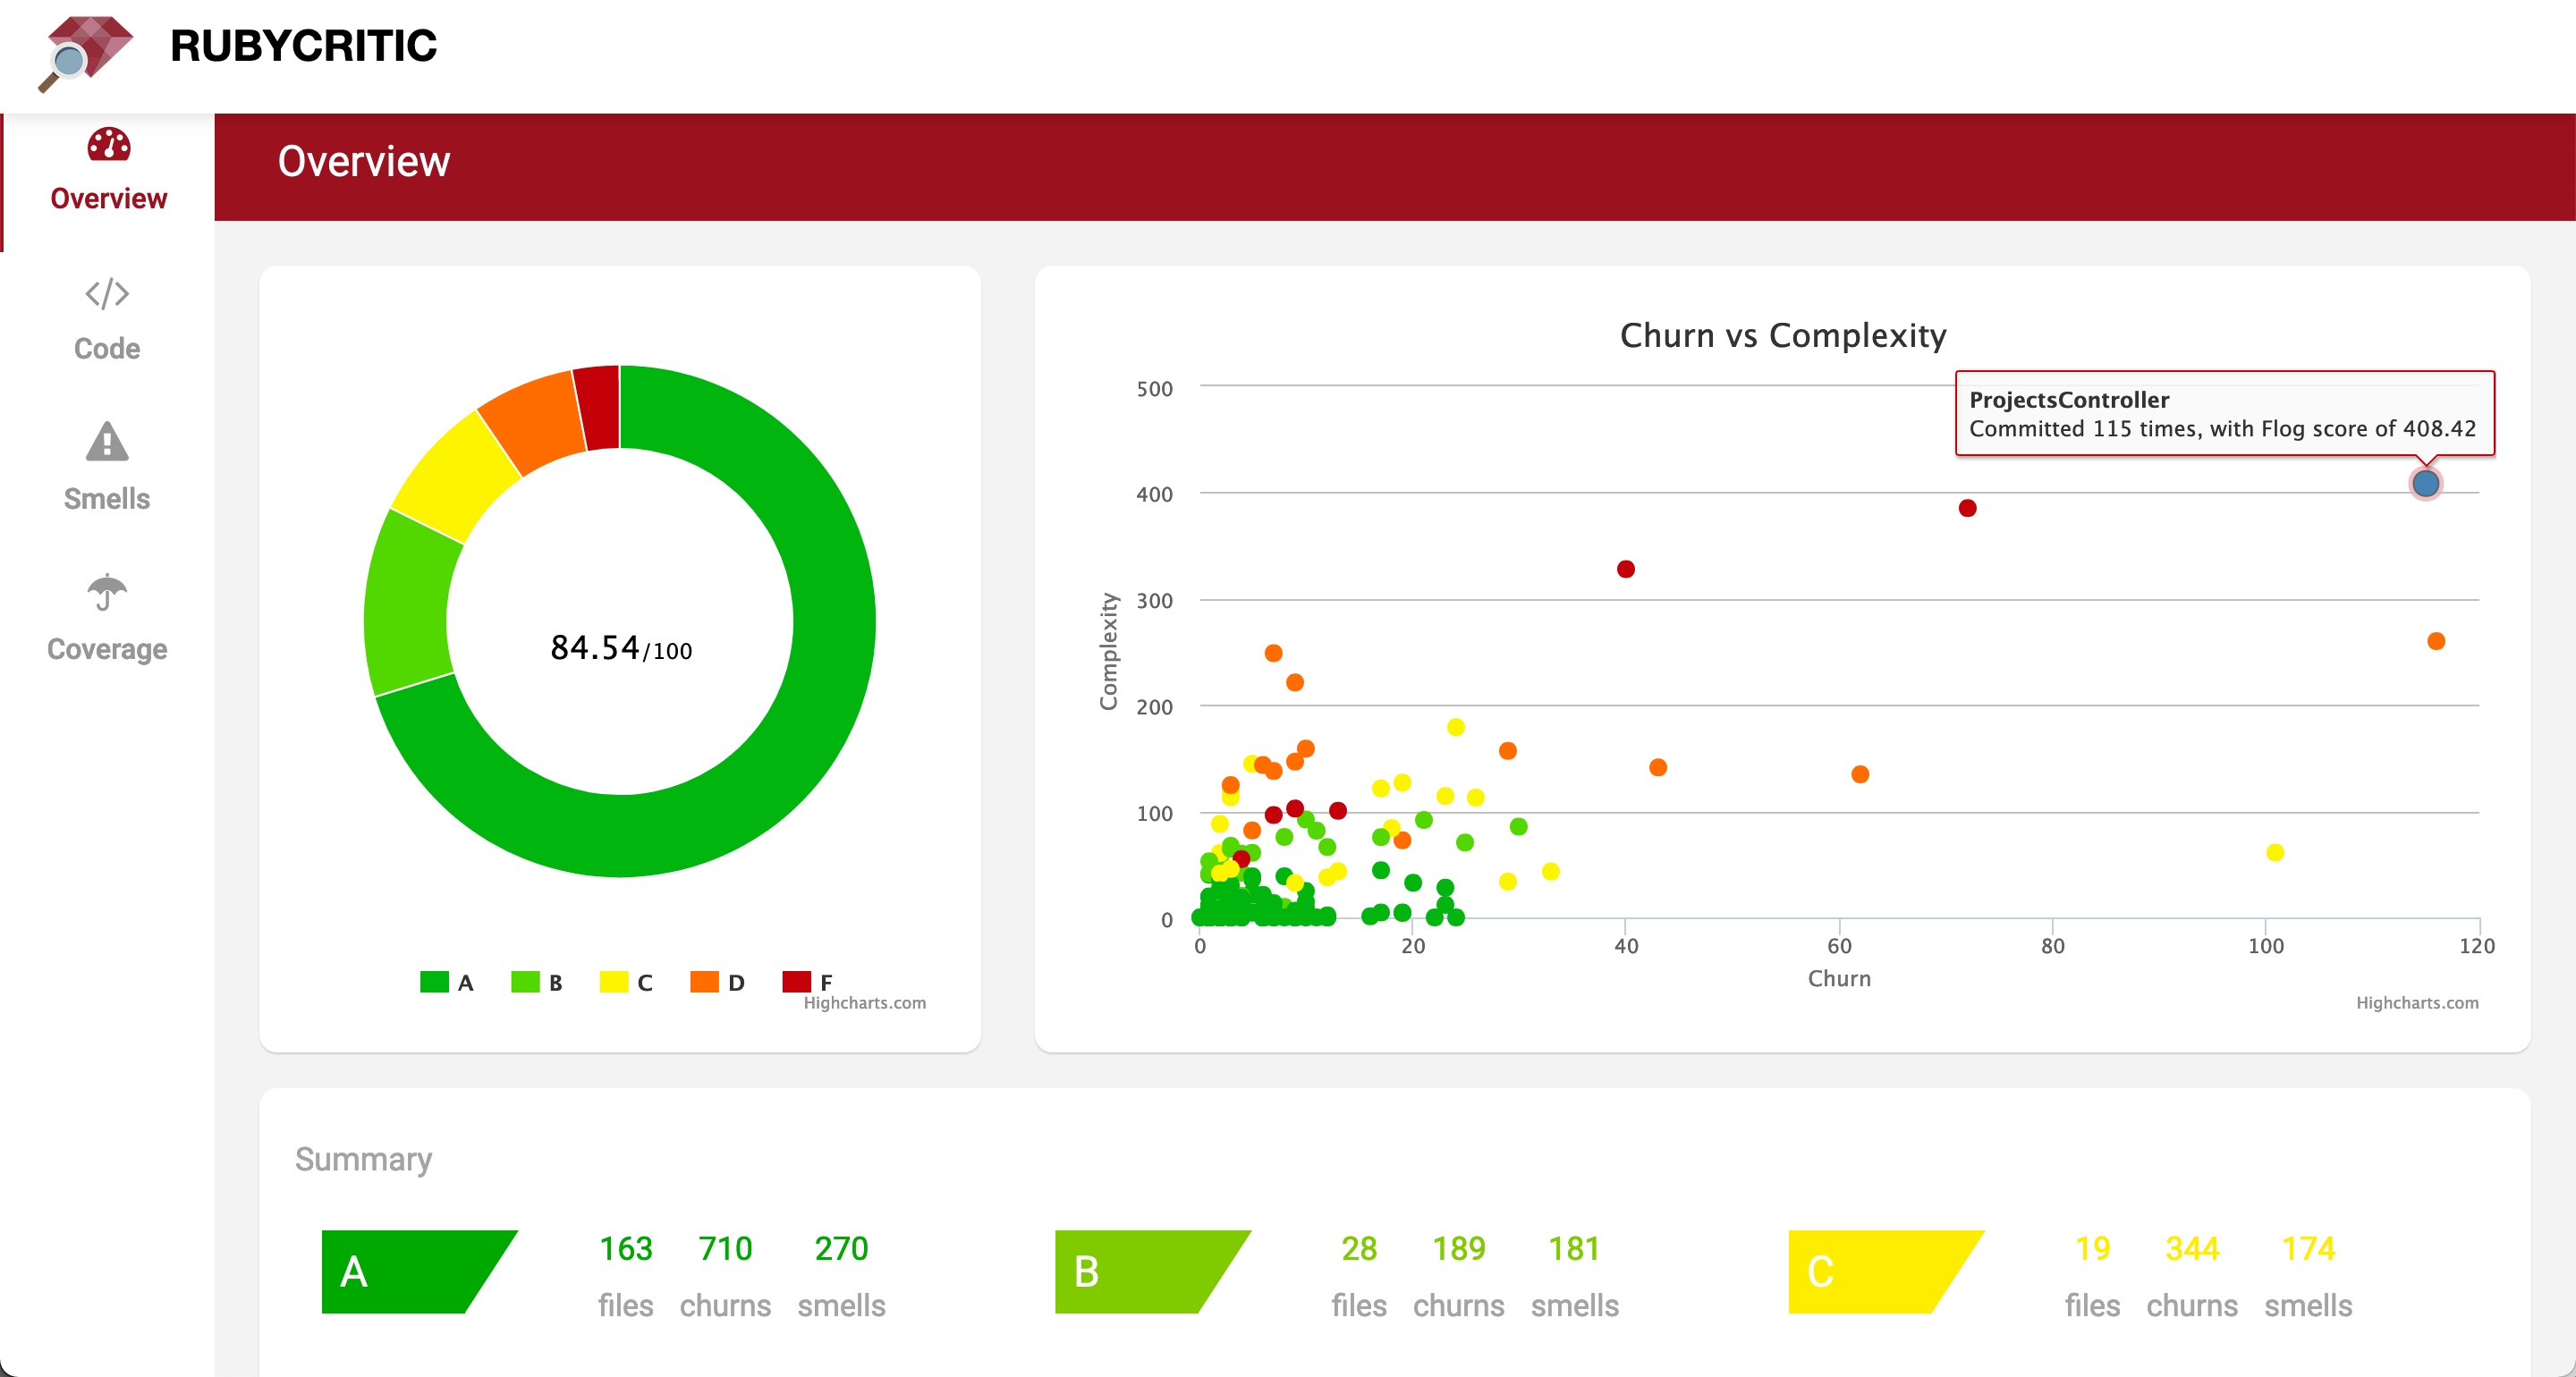 RUBYCRITIC
Overview
Code
Smells
Coverage
Overview
84.54/100
A B C D F
Highcharts.com
Churn vs Complexity
ProjectsController
Committed 115 times, with Flog score of 408.42
Complexity
500
400
300
200
100
0
0 20 40 60 80 100 120
Churn
Highcharts.com
Summary
A
163 710 270
files churns smells
B
28 189 181
files churns smells
C
19 344 174
files churns smells